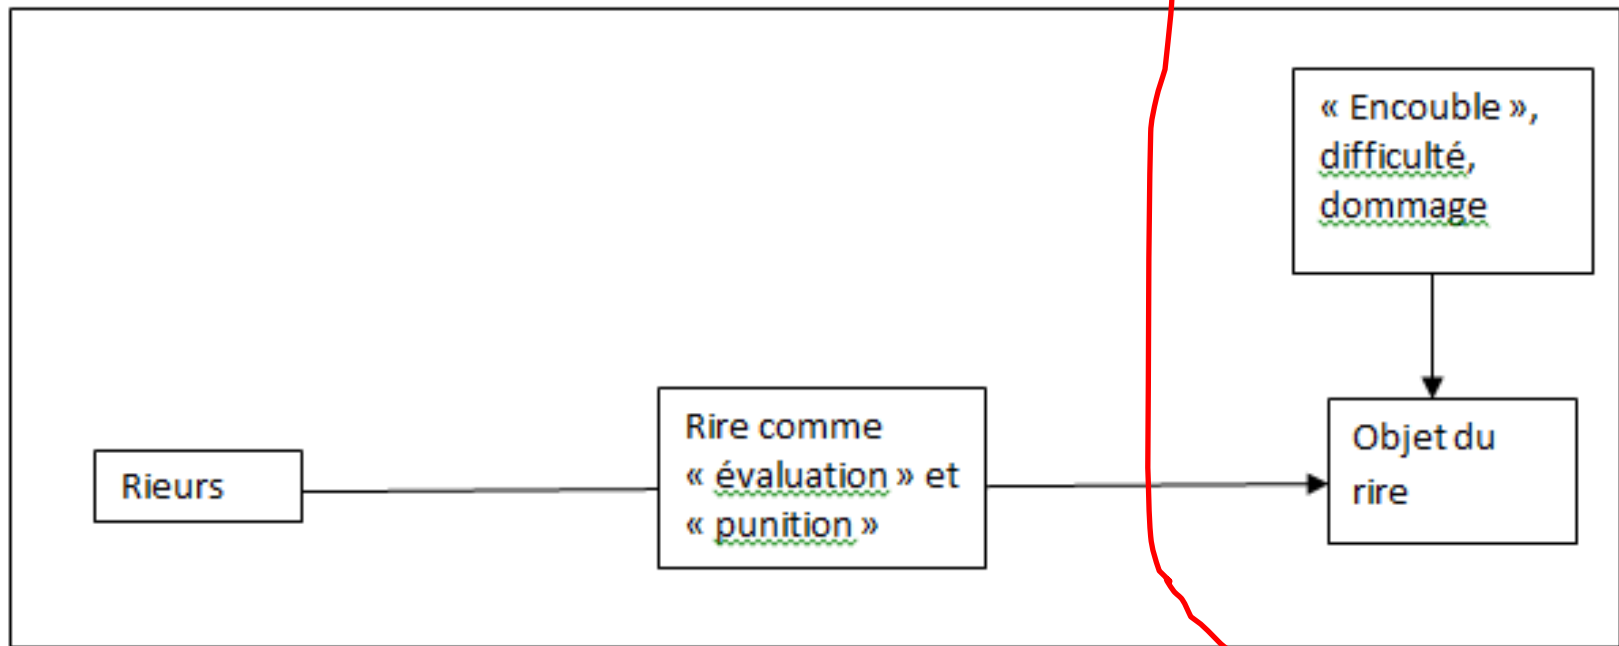 « Encouble »,
difficulté,
dommage
Rieurs
Rire comme
« évaluation » et
« punition »
Objet du
rire